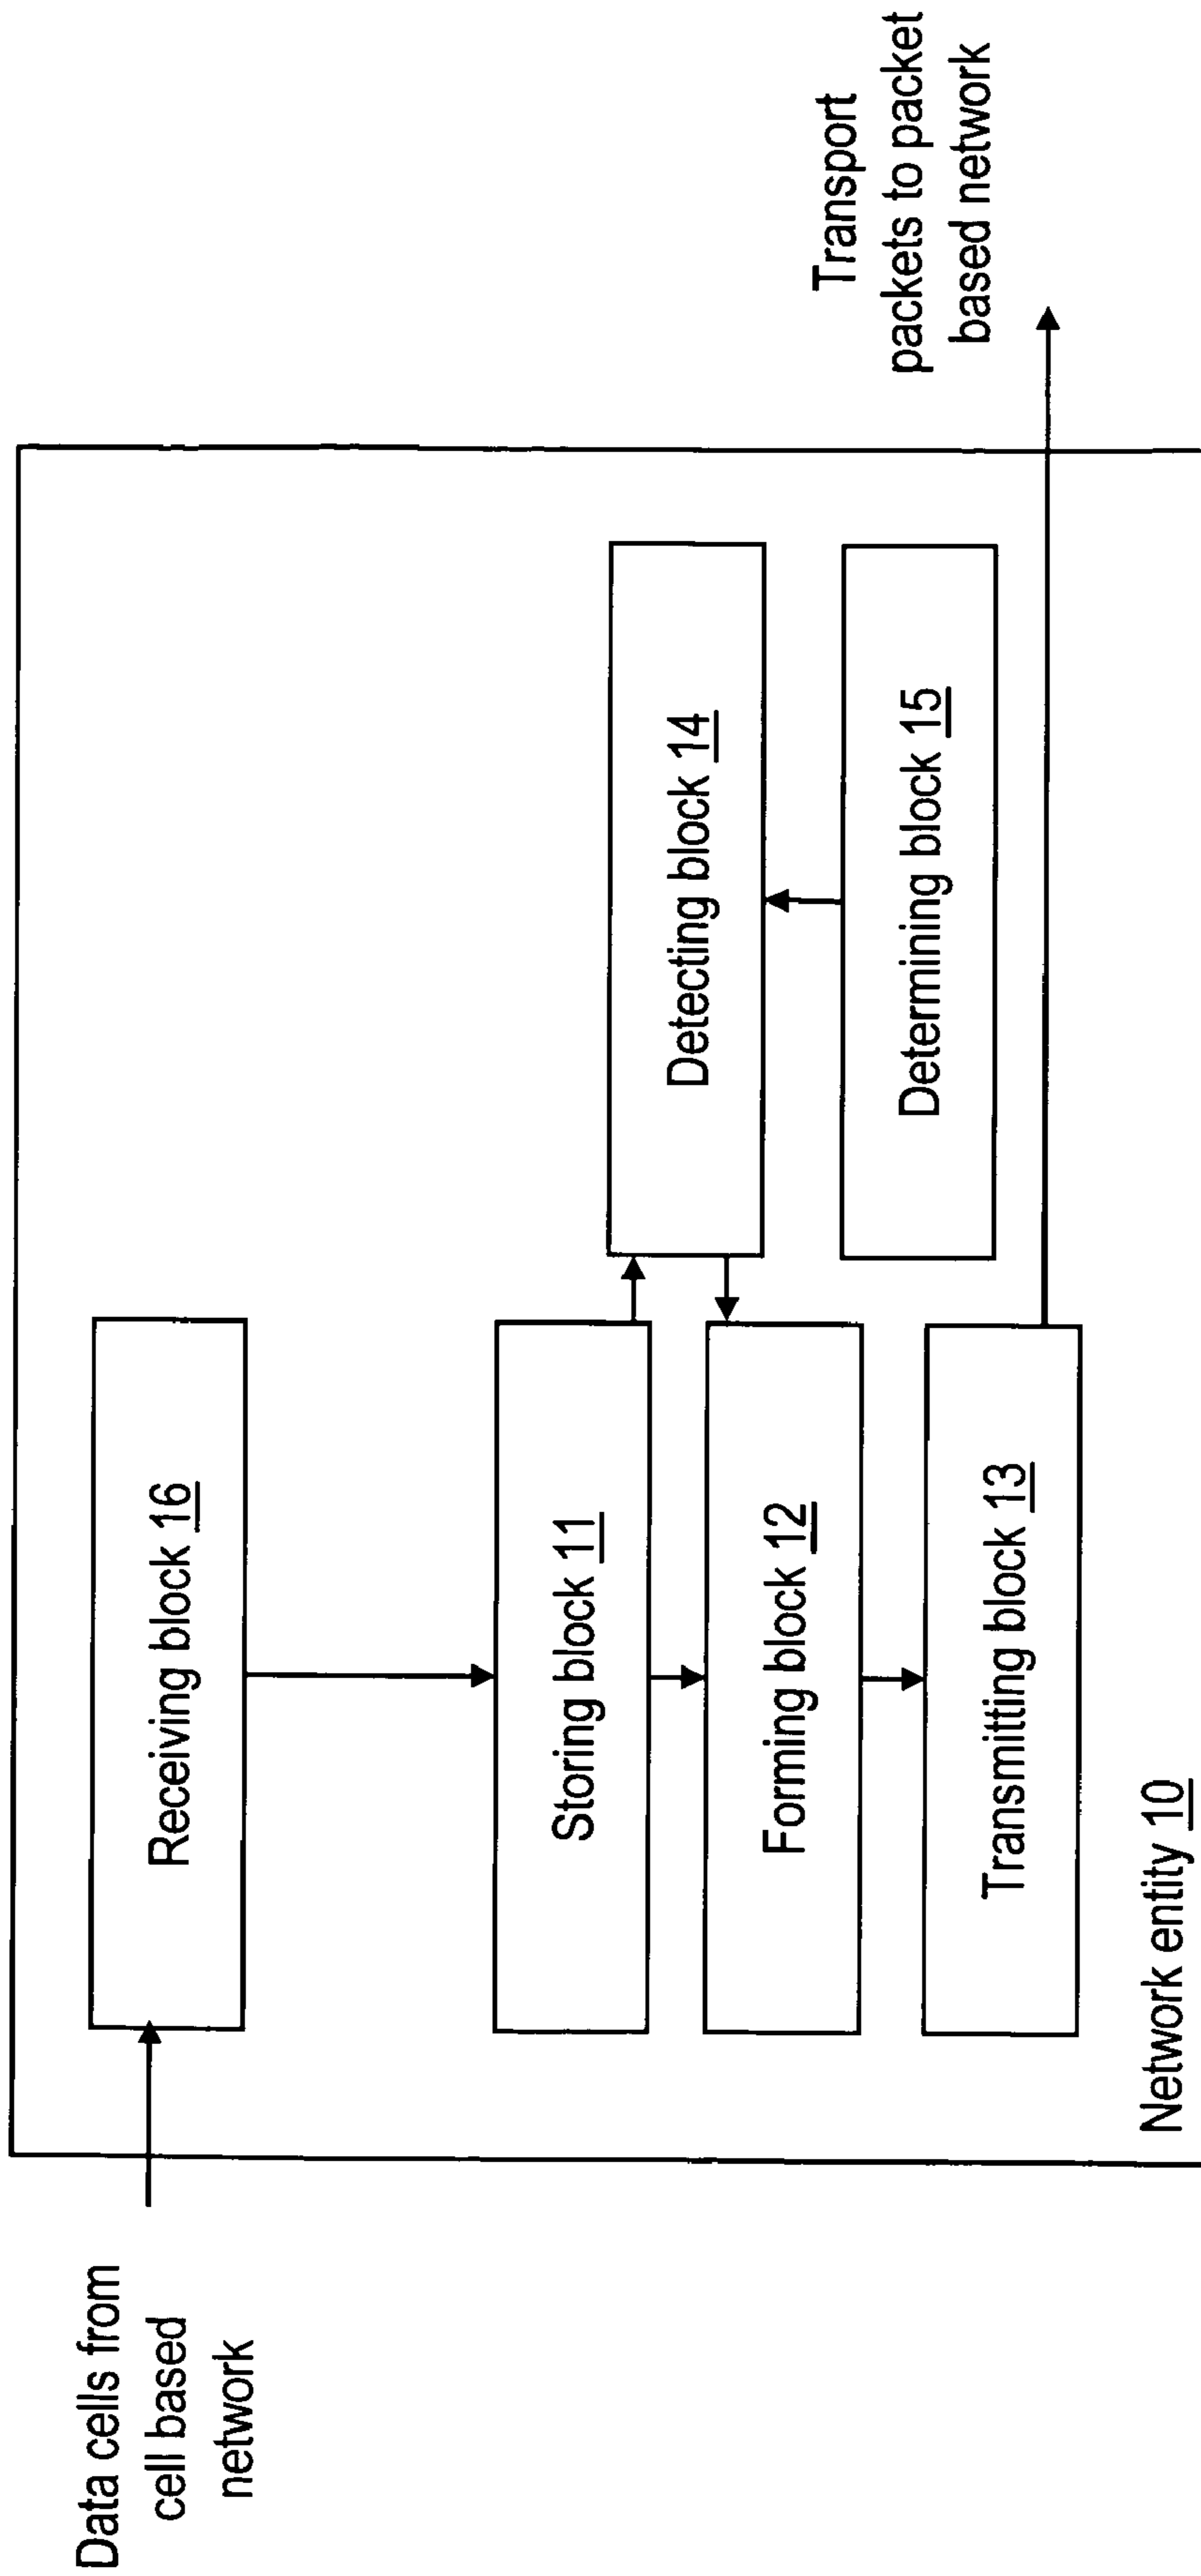 Data cells from
cell based
network
Receiving block 16
Storing block 11
Forming block 12
Transmitting block 13
Detecting block 14
Determining block 15
Network entity 10
Transport
packets to packet
based network